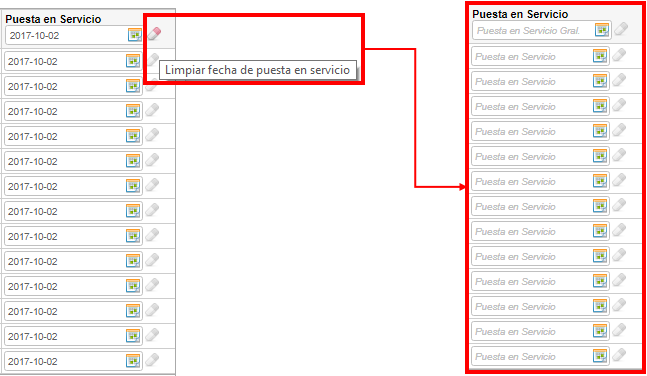 Puesta en Servicio
2017-10-02
Limpiar fecha de puesta en servicio
2017-10-02
2017-10-02
2017-10-02
2017-10-02
2017-10-02
2017-10-02
2017-10-02
2017-10-02
2017-10-02
2017-10-02
2017-10-02
2017-10-02
2017-10-02
Puesta en Servicio
Puesta en Servicio Gral.
Puesta en Servicio
Puesta en Servicio
Puesta en Servicio
Puesta en Servicio
Puesta en Servicio
Puesta en Servicio
Puesta en Servicio
Puesta en Servicio
Puesta en Servicio
Puesta en Servicio
Puesta en Servicio
Puesta en Servicio
Puesta en Servicio